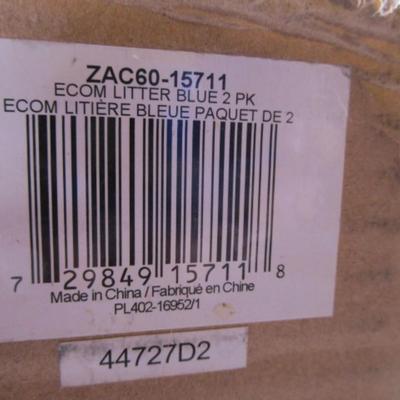 ZAC60-15711
ECOM LITTER BLUE 2 PK
ECOM LITIÈRE BLEUE PAQUET DE 2
7 29849 15711 8
Made in China / Fabriqué en Chine
PL402-16952/1
44727D2